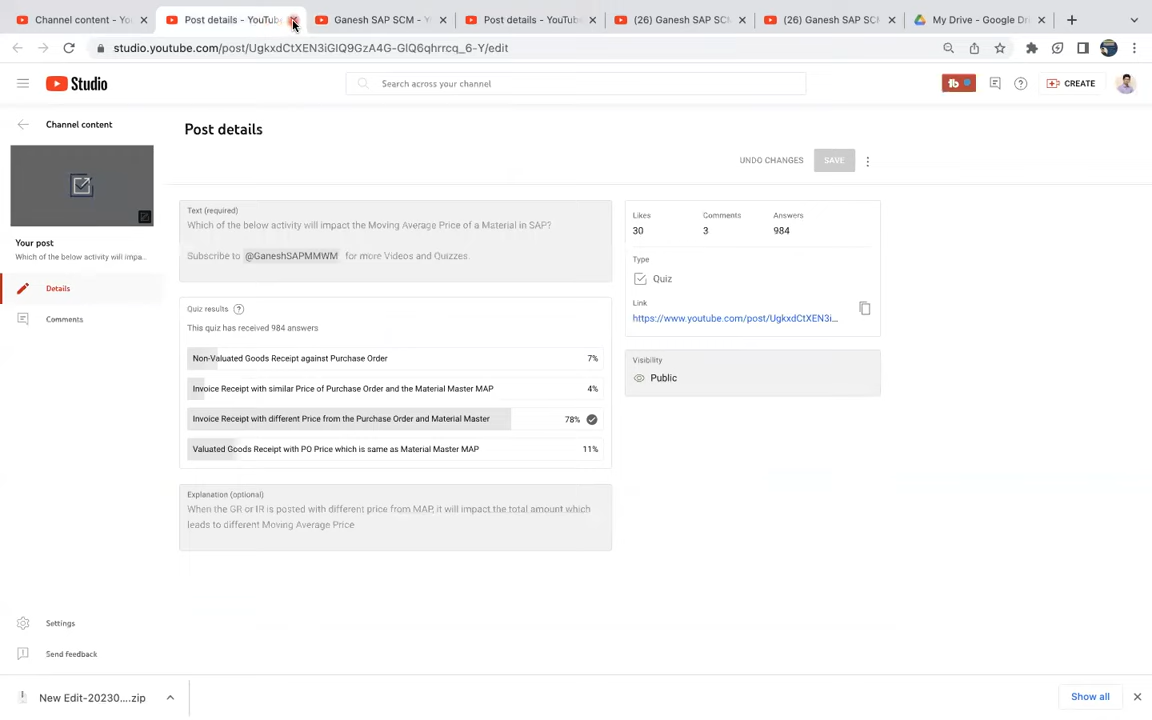 Content channel - Yo
Post details - YouTub
Ganesh SAP SCM - Y
Post details - YouTub
(26) Ganesh SAP SC
(26) Ganesh SAP SC
My Drive - Google Dr
studio.youtube.com/post/UgkxdCtXEN3iGIQ9GzA4G-GlQ6qhrrcq_6-Y/edit
Studio
Search across your channel
tb
CREATE
Channel content
Post details
UNDO CHANGES
SAVE
Text (required)
Which of the below activity will impact the Moving Average Price of a Material in SAP?
Subscribe to @GaneshSAPMMWM for more Videos and Quizzes.
Likes
Comments
Answers
30
3
984
Type
Quiz
Link
https://www.youtube.com/post/UgkxdCtXEN3i...
Visibility
Public
Your post
Which of the below activity will impa..
Details
Comments
Quiz results ?
This quiz has received 984 answers
Non-Valuated Goods Receipt against Purchase Order 7%
Invoice Receipt with similar Price of Purchase Order and the Material Master MAP 4%
Invoice Receipt with different Price from the Purchase Order and Material Master 78%
Valuated Goods Receipt with PO Price which is same as Material Master MAP 11%
Explanation (optional)
When the GR or IR is posted with different price from MAP, it will impact the total amount which
leads to different Moving Average Price
Settings
Send feedback
New Edit-20230....zip
Show all